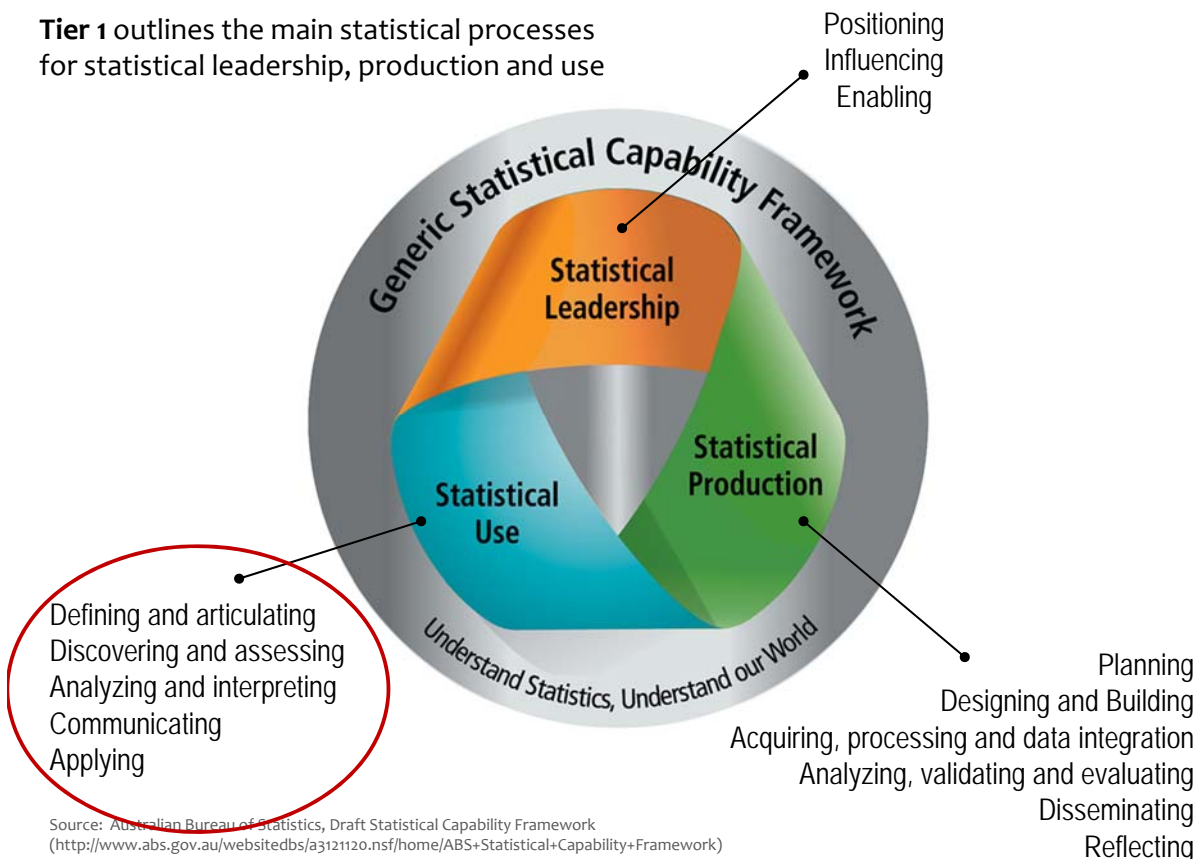 Tier 1 outlines the main statistical processes
for statistical leadership, production and use
Positioning
Influencing
Enabling
Generic Statistical Capability Framework
Statistical
Leadership
Statistical
Production
Statistical
Use
Understand Statistics, Understand our World
Defining and articulating
Discovering and assessing
Analyzing and interpreting
Communicating
Applying
Planning
Designing and Building
Acquiring, processing and data integration
Analyzing, validating and evaluating
Disseminating
Reflecting
Source: Australian Bureau of Statistics, Draft Statistical Capability Framework
(http://www.abs.gov.au/websitedbs/a3121120.nsf/home/ABS+Statistical+Capability+Framework)